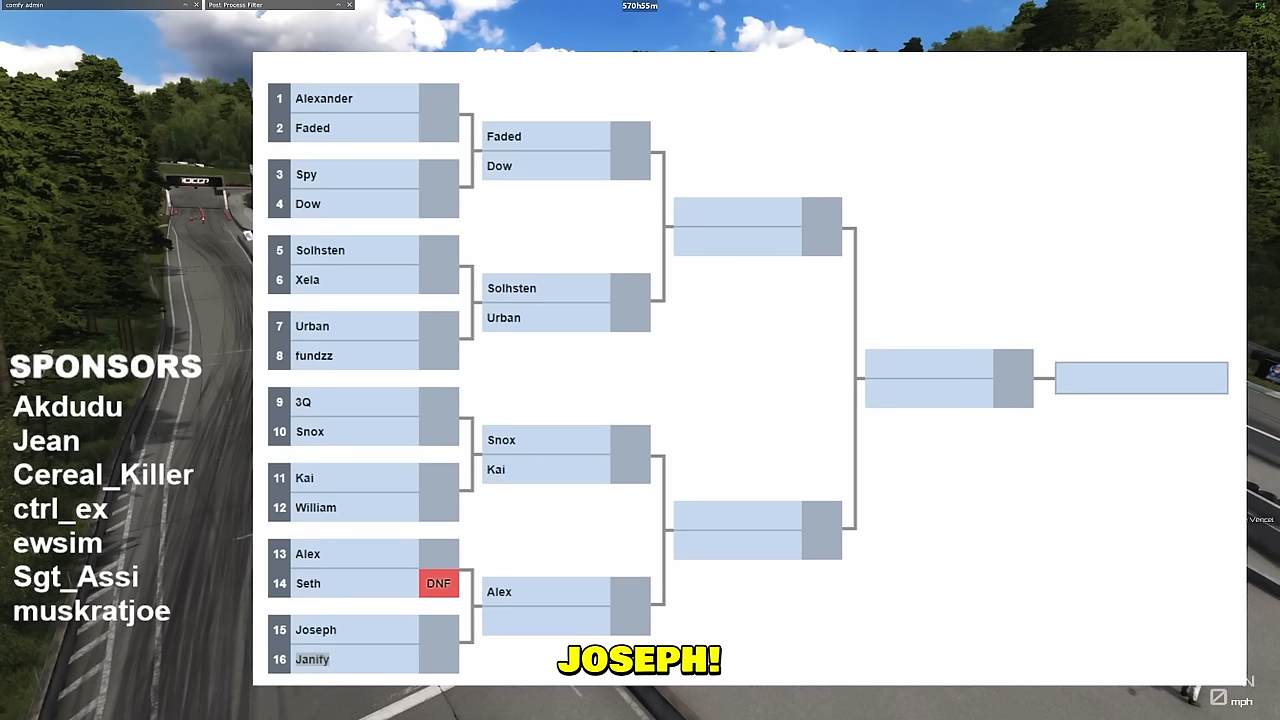 comfy admin
Post Process Filter
570h55m
1 Alexander
2 Faded
3 Spy
4 Dow
5 Solhsten
6 Xela
7 Urban
8 fundzz
9 3Q
10 Snox
11 Kai
12 William
13 Alex
14 Seth DNF
15 Joseph
16 Janify
Faded
Dow
Solhsten
Urban
Snox
Kai
Alex
SPONSORS
Akdudu
Jean
Cereal_Killer
ctrl_ex
ewsim
Sgt_Assi
muskratjoe
JOSEPH!
Vencel
N
0 mph